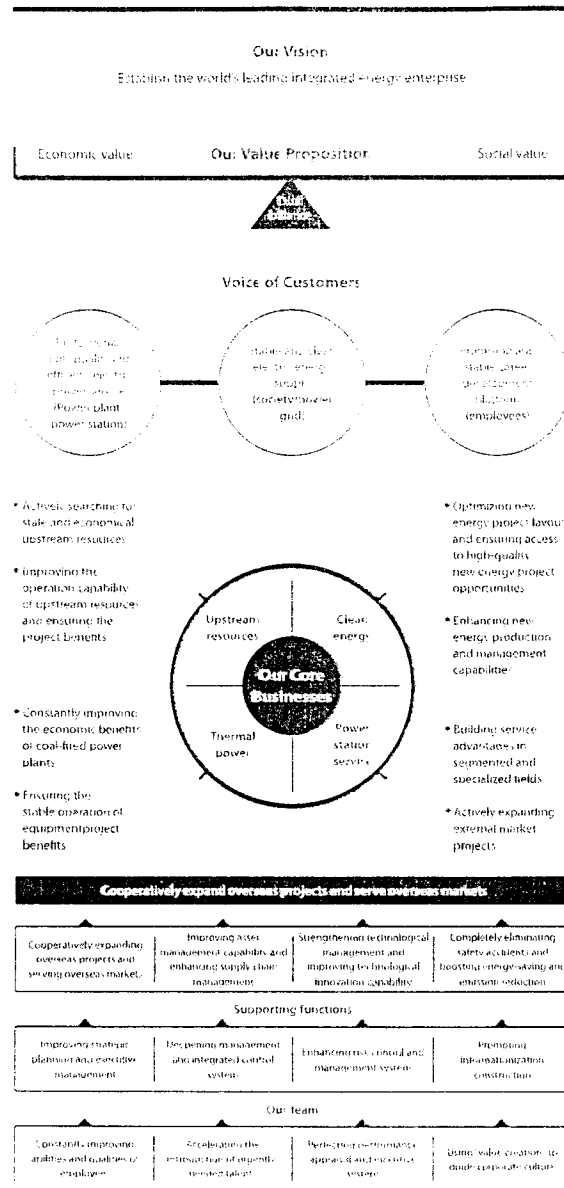 Our Vision
Establish the world's leading integrated energy enterprise
Economic value
Our Value Proposition
Social value
Voice of Customers
power
(Power plant
power station)
Stable and clean
electric energy
supply
(society/power
grid)
stable career
development
platform
(employees)
• Actively searching for
stale and economical
upstream resources
• Improving the
operation capability
of upstream resources
and ensuring the
project benefits
• Constantly improving
the economic benefits
of coal-fired power
plants
• Ensuring the
stable operation of
equipmentproject
benefits
Upstream
resources
Clean
energy
Our Core
Businesses
Thermal
power
Power
station
service
• Optimizing new
energy project layout
and ensuring access
to high-quality
new energy project
opportunities
• Enhancing new
energy production
and management
capabilities
• Building service
advantages in
segmented and
specialized fields
• Actively expanding
external market
projects
Cooperatively expand overseas projects and serve overseas markets
Cooperatively expanding
overseas projects and
serving overseas markets
Improving asset
management capability and
enhancing supply chain
management
Strengthening technological
management and
improving technological
innovation capability
Completely eliminating
safety accidents and
boosting energy-saving and
emission reduction
Supporting functions
Improving strategic
planning and executive
management
Deepening management
and integrated control
system
Enhancing risk control and
management system
Promoting
informationization
construction
Our team
Constantly improving
abilities and qualities of
employee
Accelerating the
introduction of urgently
needed talent
Perfecting performance
appraisal and incentive
system
Using value creation to
guide corporate culture